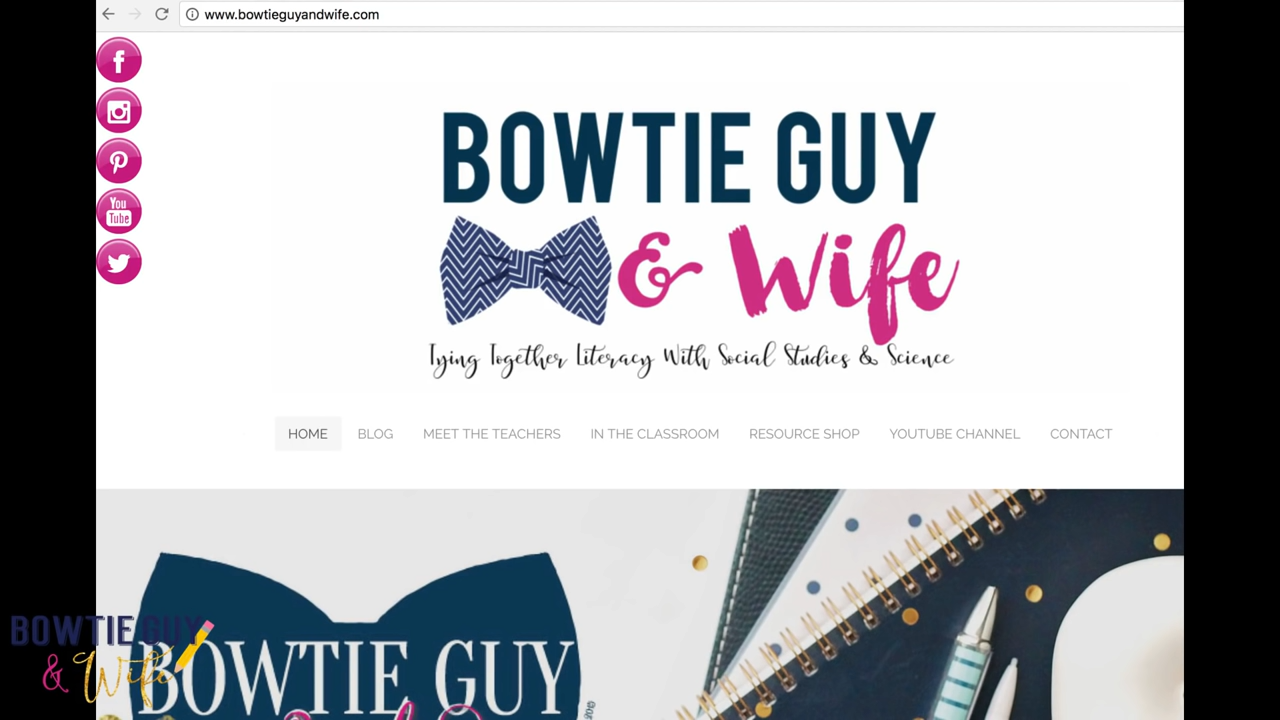 www.bowtieguyandwife.com
f
You
Tube
BOWTIE GUY
& Wife
Tying Together Literacy With Social Studies & Science
HOME BLOG MEET THE TEACHERS IN THE CLASSROOM RESOURCE SHOP YOUTUBE CHANNEL CONTACT
BOWTIE GUY
& Wife
BOWTIE GUY